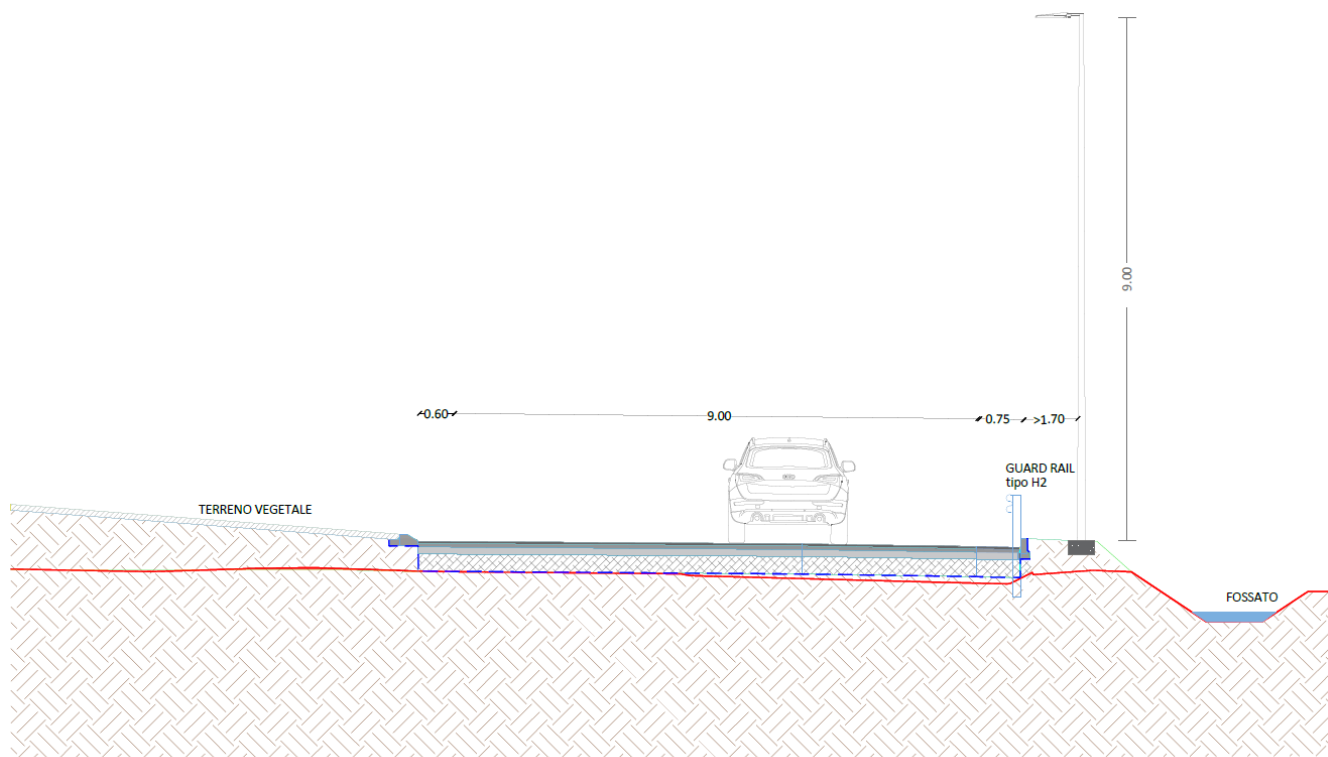 9.00
0.60
9.00
0.75
>1.70
GUARD RAIL
tipo H2
TERRENO VEGETALE
FOSSATO